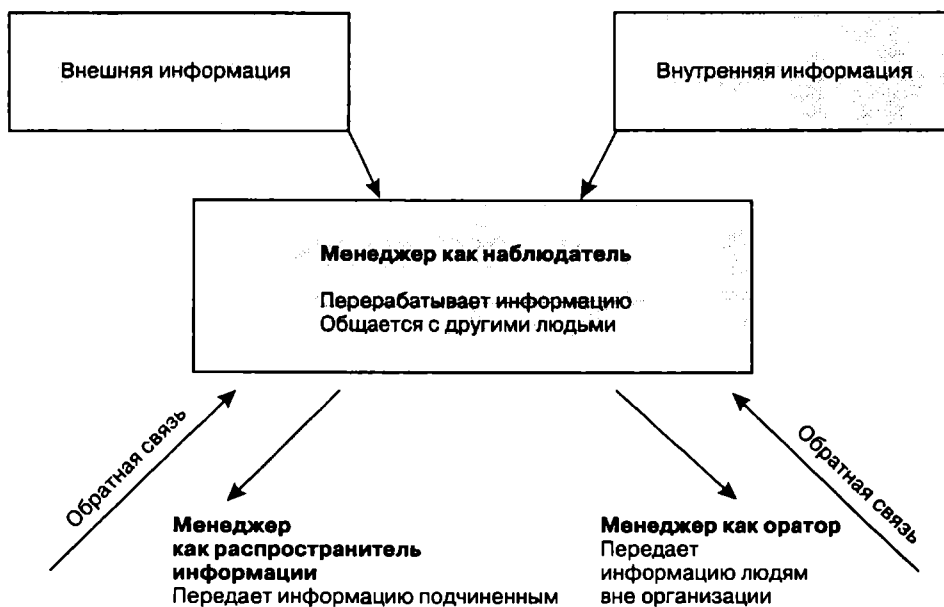 Внешняя информация
Внутренняя информация
Менеджер как наблюдатель
Перерабатывает информацию
Общается с другими людьми
Обратная связь
Обратная связь
Менеджер
как распространитель
информации
Передает информацию подчиненным
Менеджер как оратор
Передает
информацию людям
вне организации